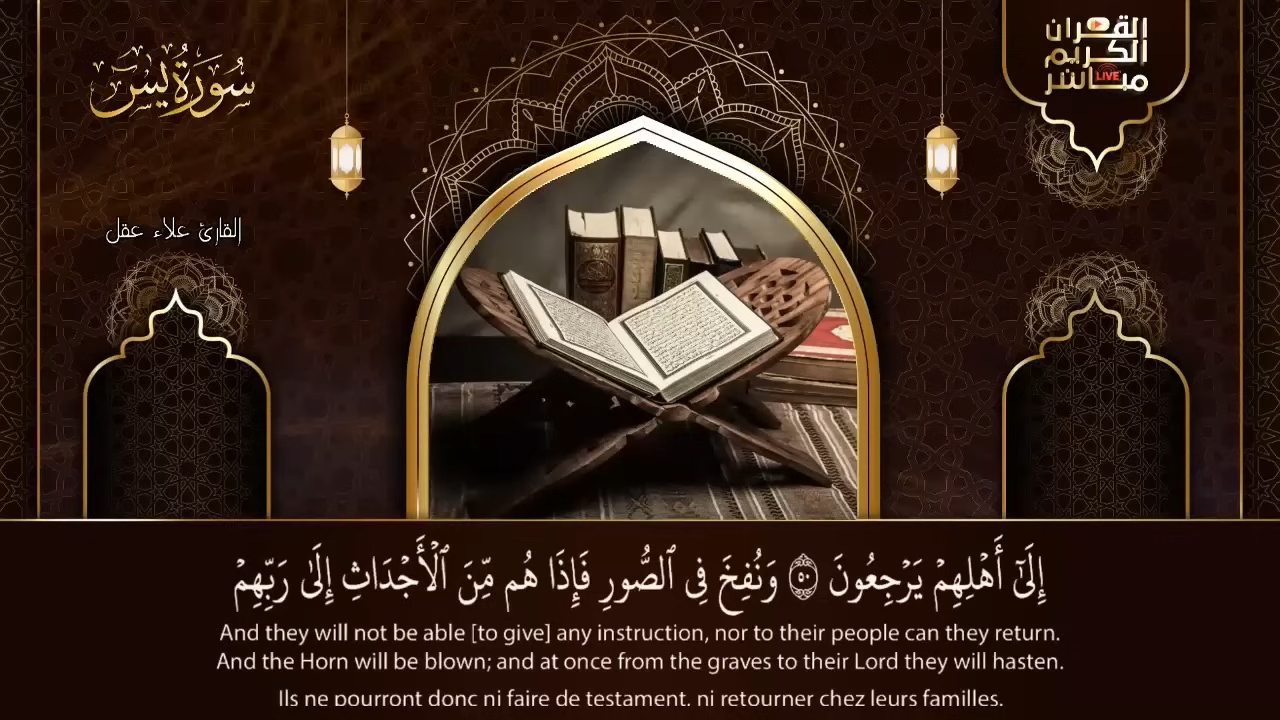 سُورَةُ يسٓ
القرآن
الكريم
مباشر
LIVE
القارئ علاء عقل
إِلَىٰٓ أَهْلِهِمْ يَرْجِعُونَ ٥٠ وَنُفِخَ فِى ٱلصُّورِ فَإِذَا هُم مِّنَ ٱلْأَجْدَاثِ إِلَىٰ رَبِّهِمْ
And they will not be able [to give] any instruction, nor to their people can they return.
And the Horn will be blown; and at once from the graves to their Lord they will hasten.
Ils ne pourront donc ni faire de testament, ni retourner chez leurs familles.